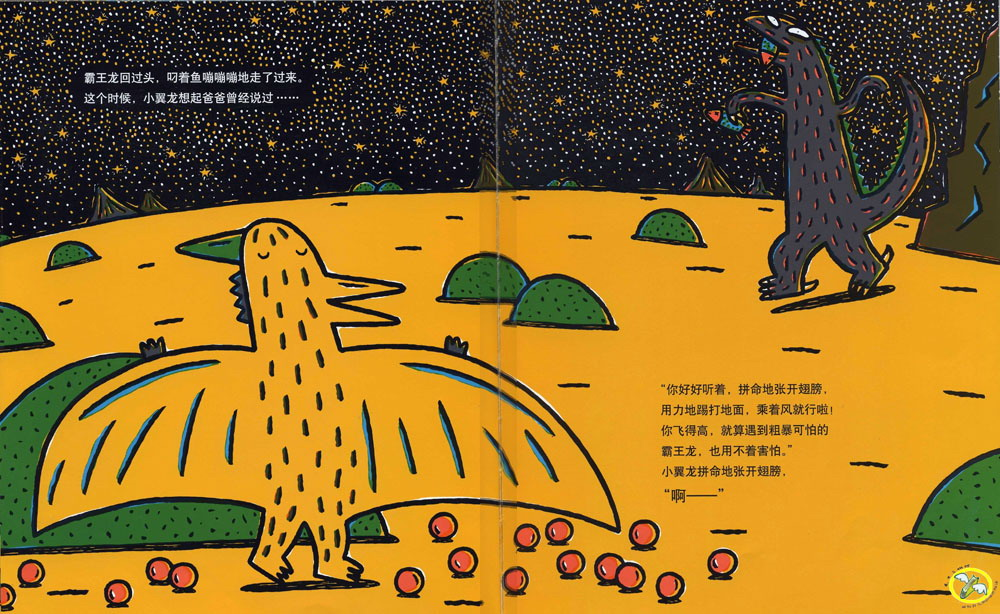 霸王龙回过头，叼着鱼嘣嘣嘣地走了过来。
这个时候，小翼龙想起爸爸曾经说过……
“你好好听着，拼命地张开翅膀，
用力地踢打地面，乘着风就行啦！
你飞得高，就算遇到粗暴可怕的
霸王龙，也用不着害怕。”
小翼龙拼命地张开翅膀，
“啊——”